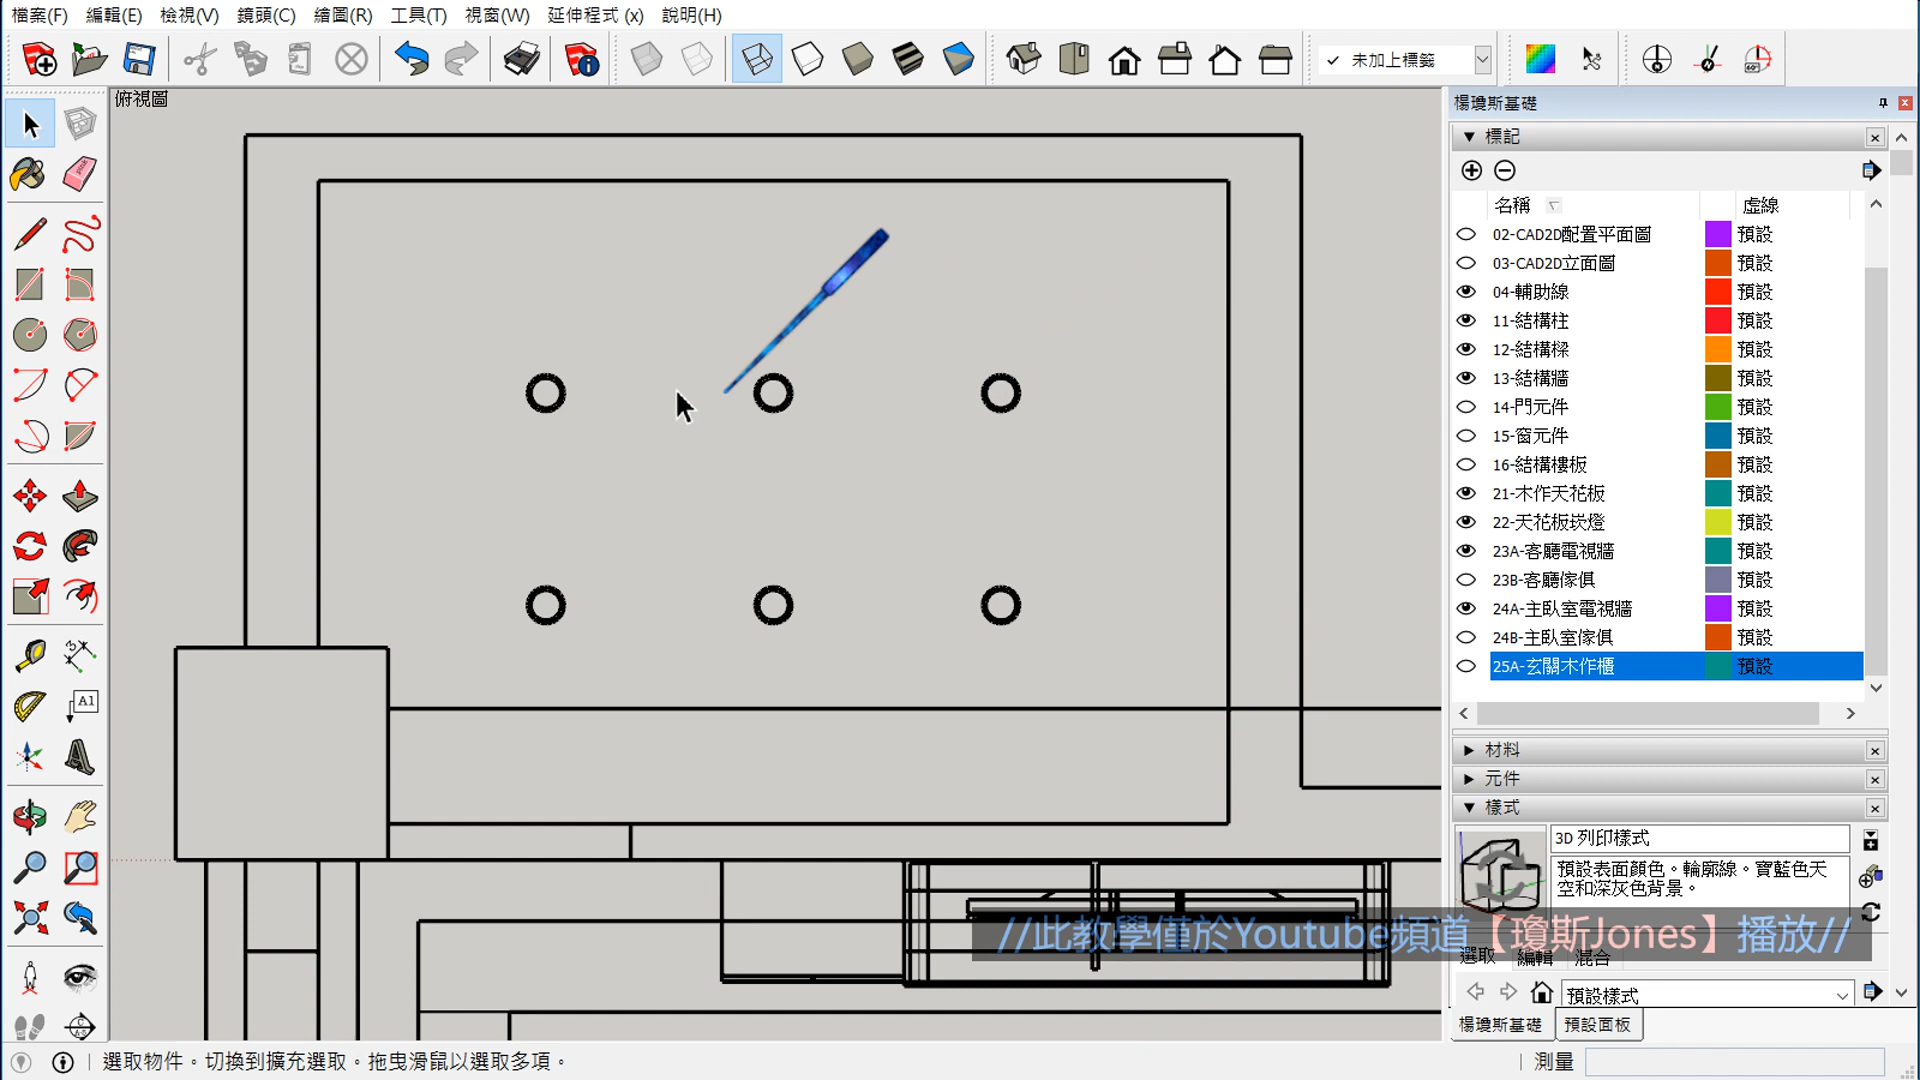 檔案(F) 編輯(E) 檢視(V) 鏡頭(C) 繪圖(R) 工具(T) 視窗(W) 延伸程式 (x) 說明(H)
未加上標籤
俯視圖
楊瓊斯基礎
標記
名稱 虛線
02-CAD2D配置平面圖 預設
03-CAD2D立面圖 預設
04-輔助線 預設
11-結構柱 預設
12-結構樑 預設
13-結構牆 預設
14-門元件 預設
15-窗元件 預設
16-結構樓板 預設
21-木作天花板 預設
22-天花板崁燈 預設
23A-客廳電視牆 預設
23B-客廳傢俱 預設
24A-主臥室電視牆 預設
24B-主臥室傢俱 預設
25A-玄關木作櫃 預設
材料
元件
樣式
3D 列印樣式
預設表面顏色。輪廓線。寶藍色天
空和深灰色背景。
//此教學僅於Youtube頻道【瓊斯Jones】播放//
選取 編輯 混合
預設樣式
楊瓊斯基礎 預設面板
選取物件。切換到擴充選取。拖曳滑鼠以選取多項。
測量